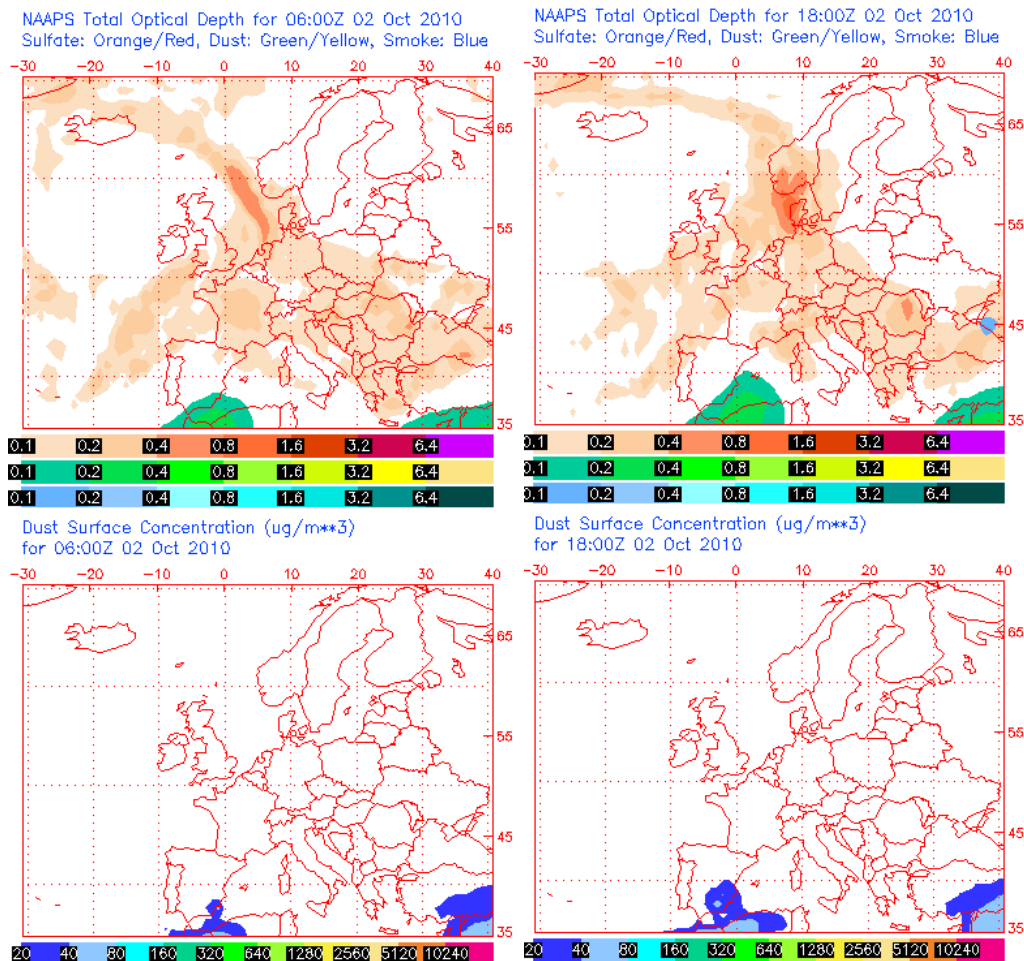 NAAPS Total Optical Depth for 06:00Z 02 Oct 2010
Sulfate: Orange/Red, Dust: Green/Yellow, Smoke: Blue
-30 -20 -10 0 10 20 30 40
65
55
45
35
0.1 0.2 0.4 0.8 1.6 3.2 6.4
0.1 0.2 0.4 0.8 1.6 3.2 6.4
0.1 0.2 0.4 0.8 1.6 3.2 6.4
NAAPS Total Optical Depth for 18:00Z 02 Oct 2010
Sulfate: Orange/Red, Dust: Green/Yellow, Smoke: Blue
-30 -20 -10 0 10 20 30 40
65
55
45
35
0.1 0.2 0.4 0.8 1.6 3.2 6.4
0.1 0.2 0.4 0.8 1.6 3.2 6.4
0.1 0.2 0.4 0.8 1.6 3.2 6.4
Dust Surface Concentration (ug/m**3)
for 06:00Z 02 Oct 2010
-30 -20 -10 0 10 20 30 40
65
55
45
35
20 40 80 160 320 640 1280 2560 5120 10240
Dust Surface Concentration (ug/m**3)
for 18:00Z 02 Oct 2010
-30 -20 -10 0 10 20 30 40
65
55
45
35
20 40 80 160 320 640 1280 2560 5120 10240